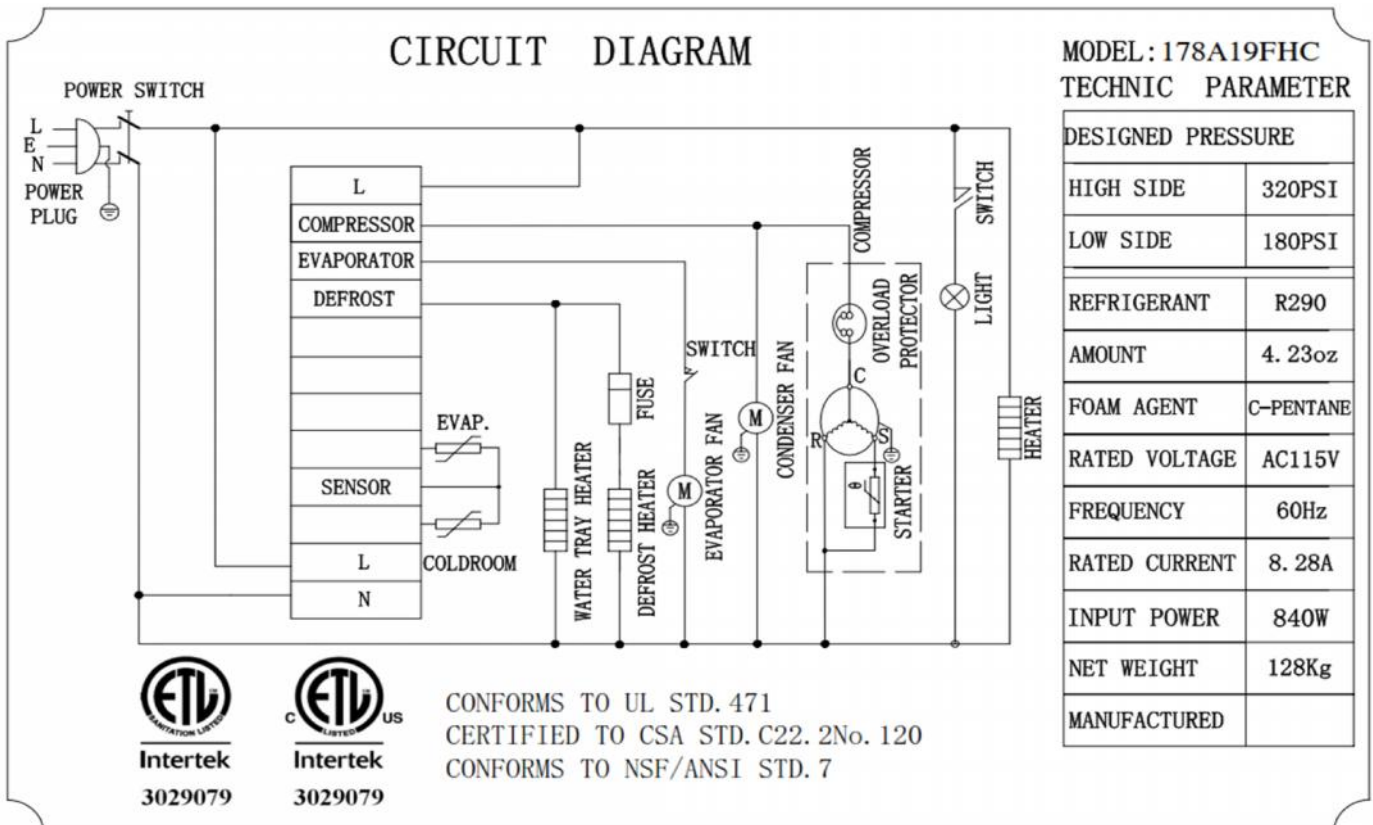 CIRCUIT DIAGRAM
POWER SWITCH
L
E
N
POWER
PLUG
L
COMPRESSOR
EVAPORATOR
DEFROST
SENSOR
L
N
EVAP.
COLDROOM
WATER TRAY HEATER
FUSE
DEFROST HEATER
SWITCH
M
EVAPORATOR FAN
M
CONDENSER FAN
COMPRESSOR
OVERLOAD
PROTECTOR
C
R
S
θ
STARTER
SWITCH
LIGHT
HEATER
MODEL:178A19FHC
TECHNIC PARAMETER
DESIGNED PRESSURE
HIGH SIDE 320PSI
LOW SIDE 180PSI
REFRIGERANT R290
AMOUNT 4.23oz
FOAM AGENT C-PENTANE
RATED VOLTAGE AC115V
FREQUENCY 60Hz
RATED CURRENT 8.28A
INPUT POWER 840W
NET WEIGHT 128Kg
MANUFACTURED
ETL
SANITATION LISTED
Intertek
3029079
C ETL US
LISTED
Intertek
3029079
CONFORMS TO UL STD.471
CERTIFIED TO CSA STD.C22.2No.120
CONFORMS TO NSF/ANSI STD.7